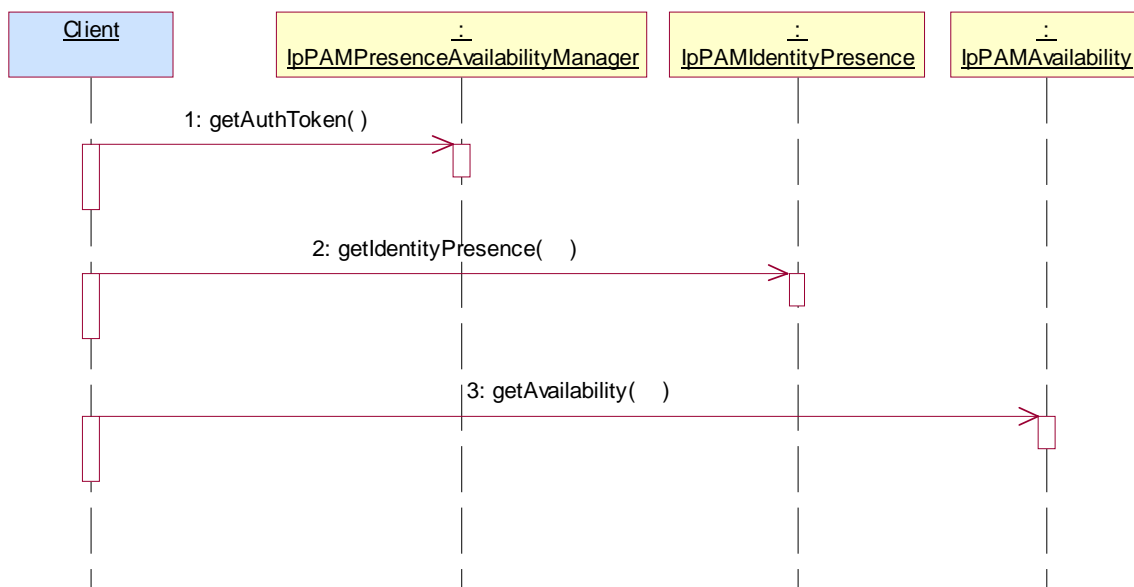 Client
:
IpPAMPresenceAvailabilityManager
:
IpPAMIdentityPresence
:
IpPAMAvailability
1: getAuthToken( )
2: getIdentityPresence( )
3: getAvailability( )